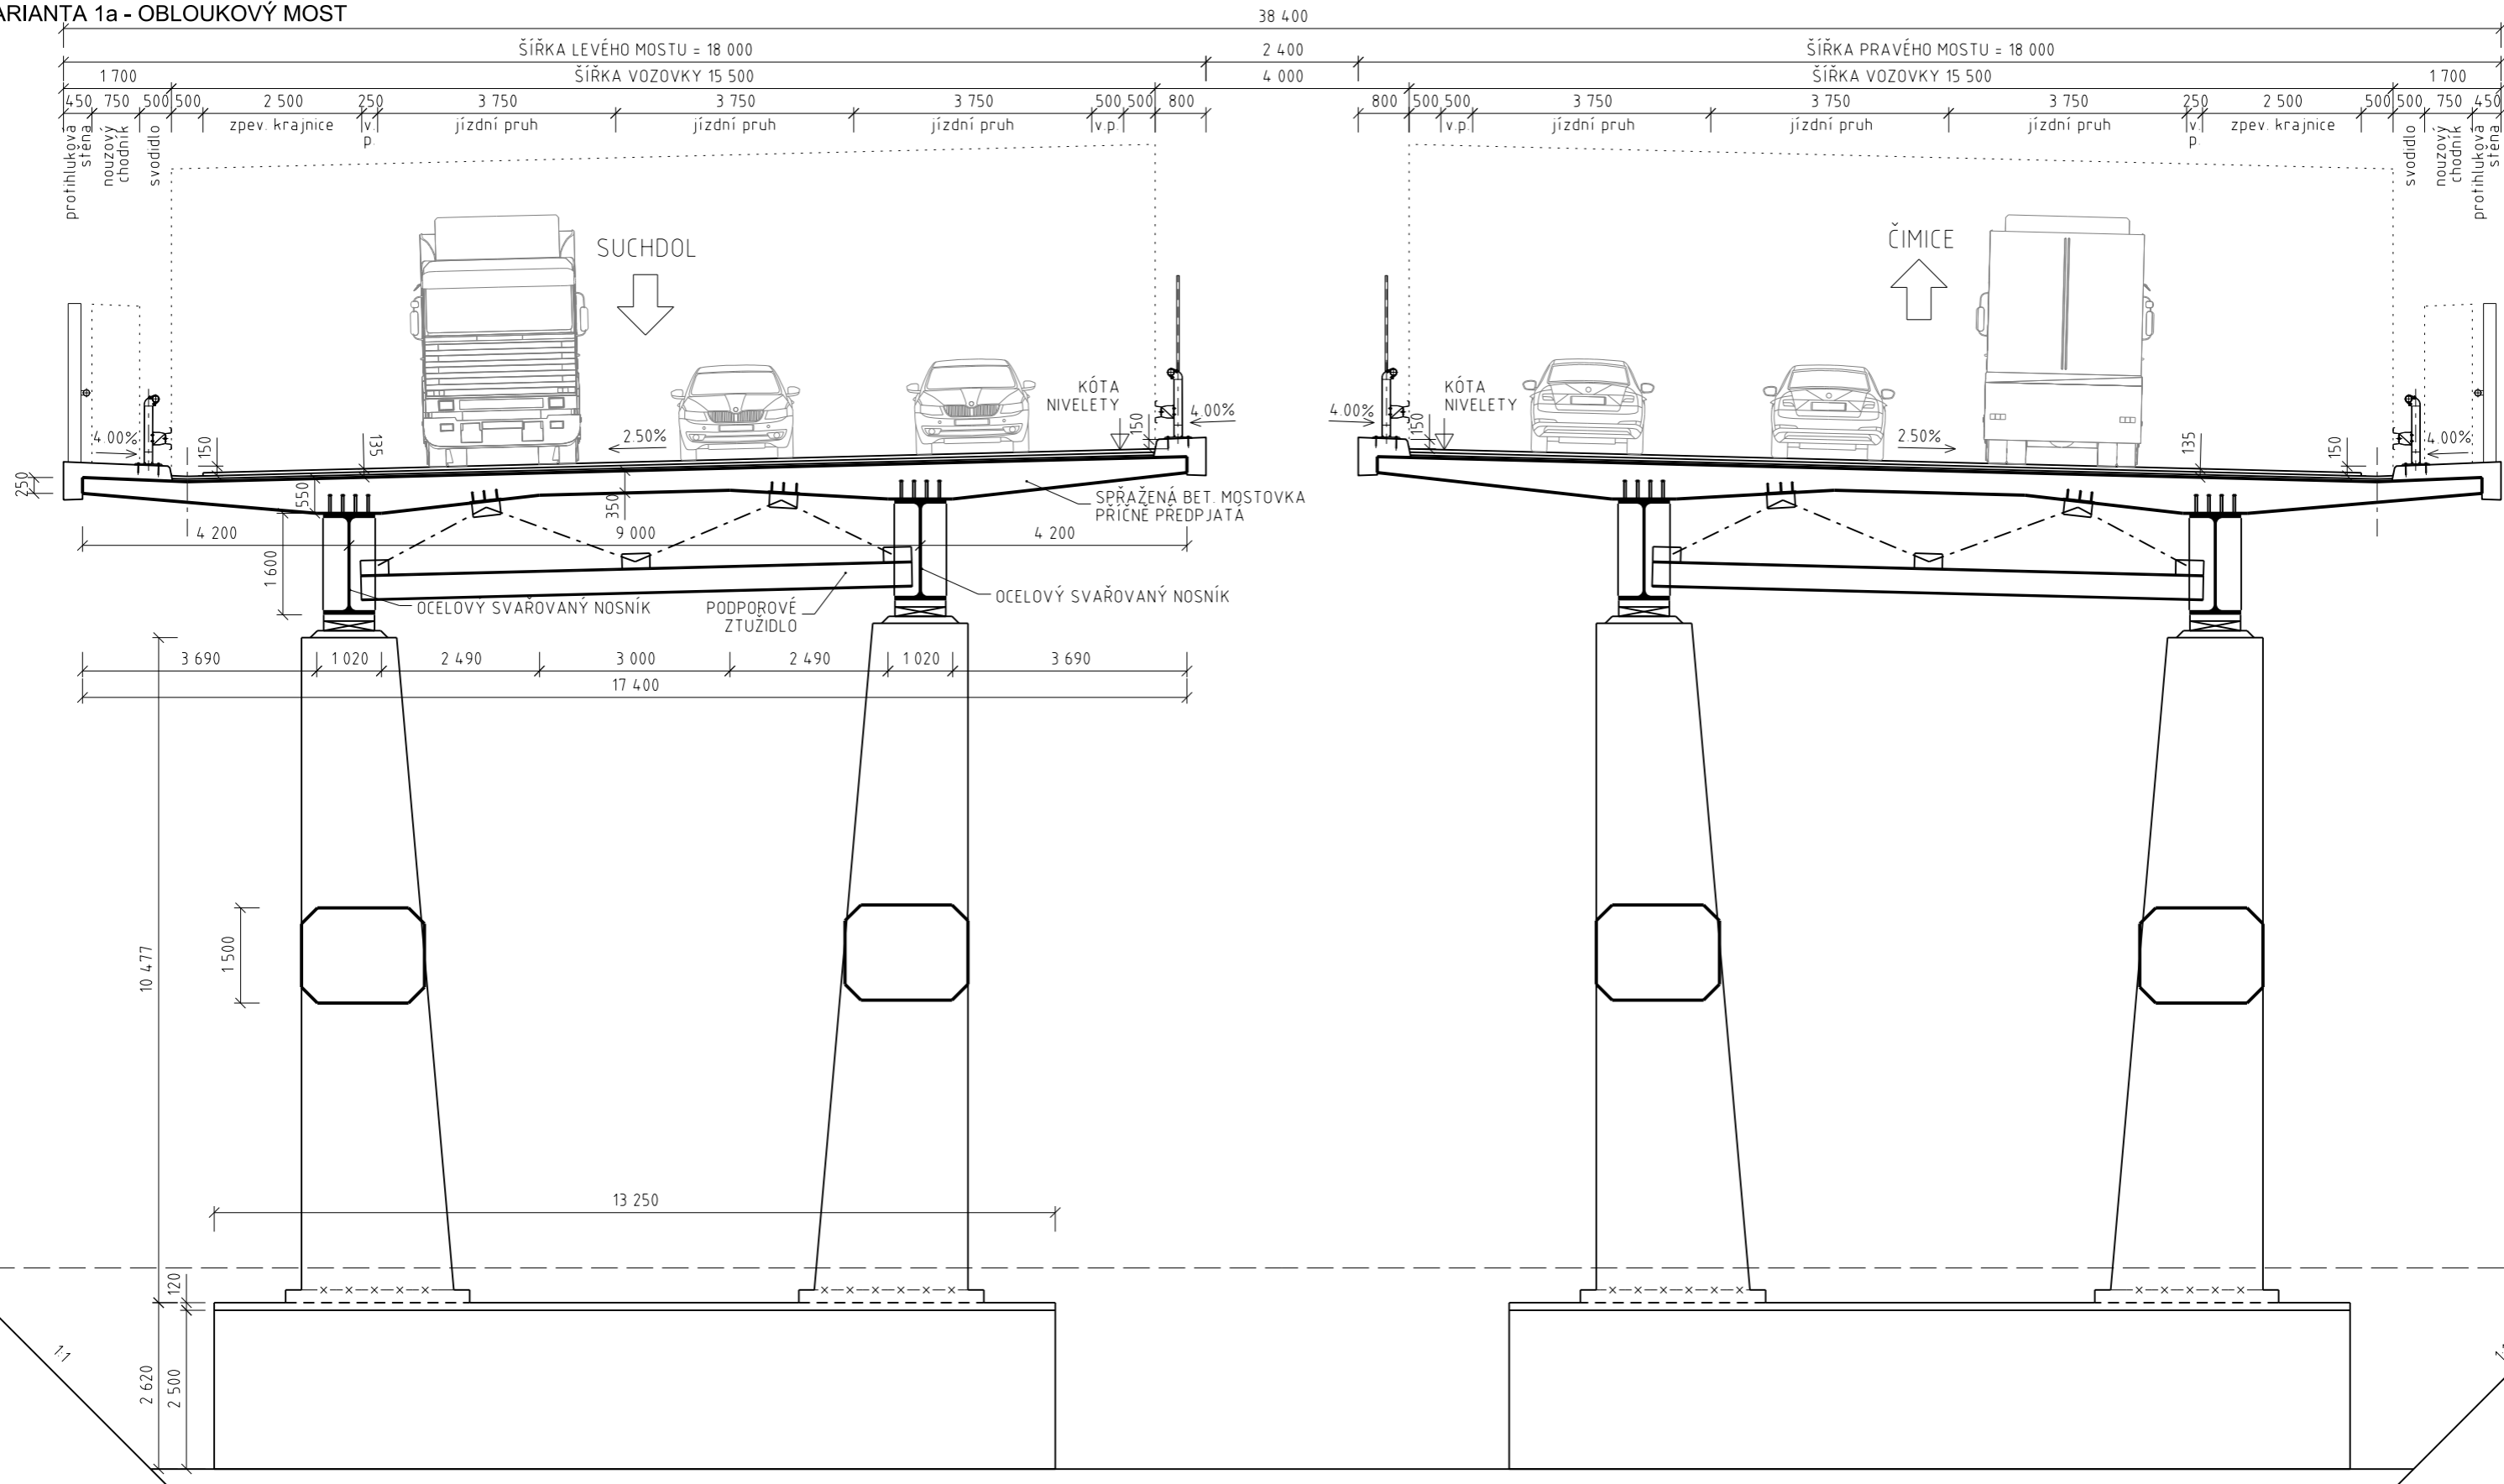 ARIANTA 1a - OBLOUKOVÝ MOST
38 400
ŠÍŘKA LEVÉHO MOSTU = 18 000
2 400
ŠÍŘKA PRAVÉHO MOSTU = 18 000
1 700
ŠÍŘKA VOZOVKY 15 500
4 000
ŠÍŘKA VOZOVKY 15 500
1 700
450 750 500 500 2 500 250 3 750 3 750 3 750 500 500 800
800 500 500 3 750 3 750 3 750 250 2 500 500 500 750 450
protihluková stěna
nouzový chodník
svodidlo
zpev. krajnice
v. p.
jízdní pruh
jízdní pruh
jízdní pruh
v.p.
v.p.
jízdní pruh
jízdní pruh
jízdní pruh
v. p.
zpev. krajnice
svodidlo
nouzový chodník
protihluková stěna
SUCHDOL
ČIMICE
KÓTA
NIVELETY
KÓTA
NIVELETY
4.00%
150
135
2.50%
150
4.00%
4.00%
150
2.50%
135
150
4.00%
250
550
350
SPŘAŽENÁ BET. MOSTOVKA
PŘÍČNĚ PŘEDPJATÁ
4 200
9 000
4 200
1 600
OCELOVÝ SVAŘOVANÝ NOSNÍK
PODPOROVÉ
ZTUŽIDLO
OCELOVÝ SVAŘOVANÝ NOSNÍK
3 690
1 020
2 490
3 000
2 490
1 020
3 690
17 400
10 477
1 500
13 250
120
2 620
2 500
1:1